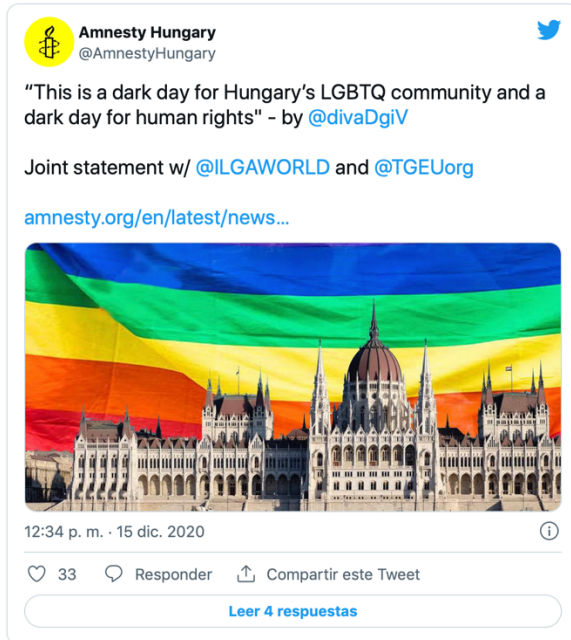 Amnesty Hungary
@AmnestyHungary
“This is a dark day for Hungary’s LGBTQ community and a
dark day for human rights" - by @divaDgiV
Joint statement w/ @ILGAWORLD and @TGEUorg
amnesty.org/en/latest/news…
12:34 p. m. · 15 dic. 2020
33 Responder Compartir este Tweet
Leer 4 respuestas